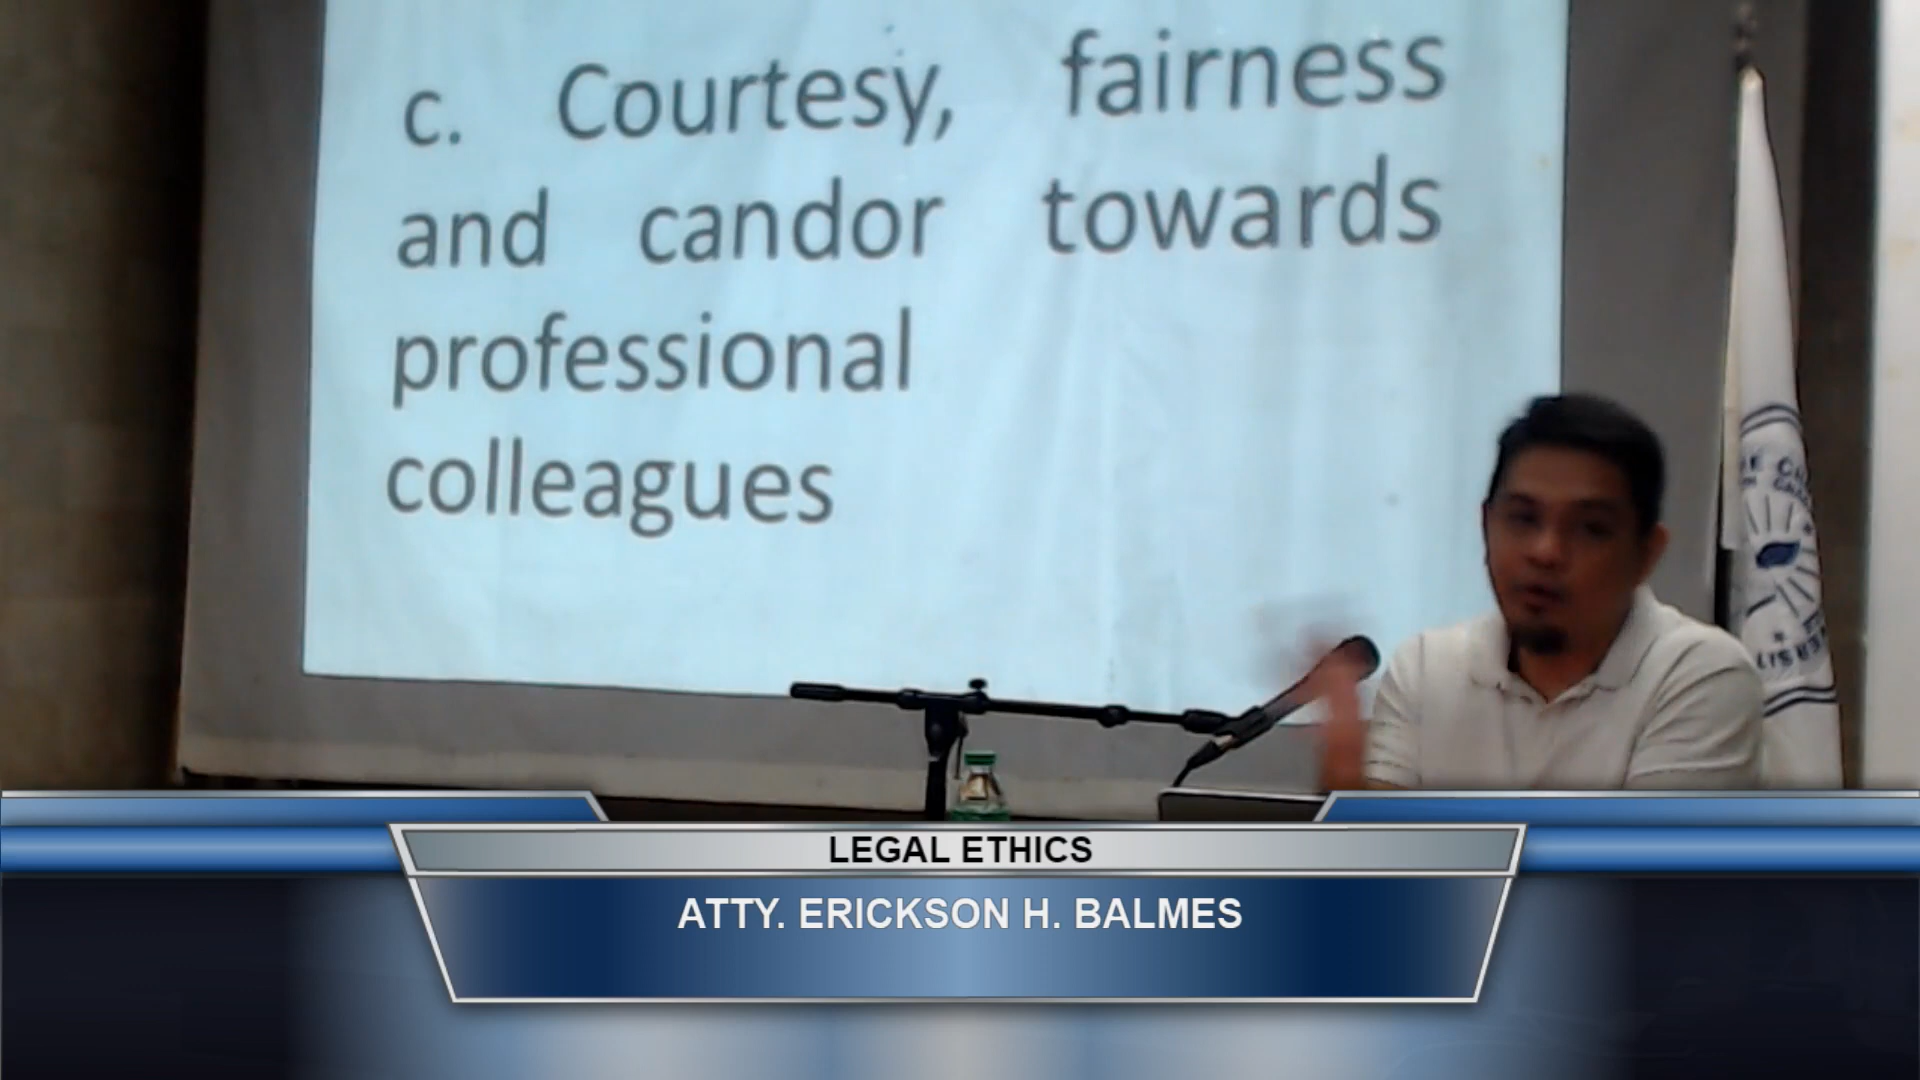 c. Courtesy, fairness
and candor towards
professional
colleagues
LEGAL ETHICS
ATTY. ERICKSON H. BALMES